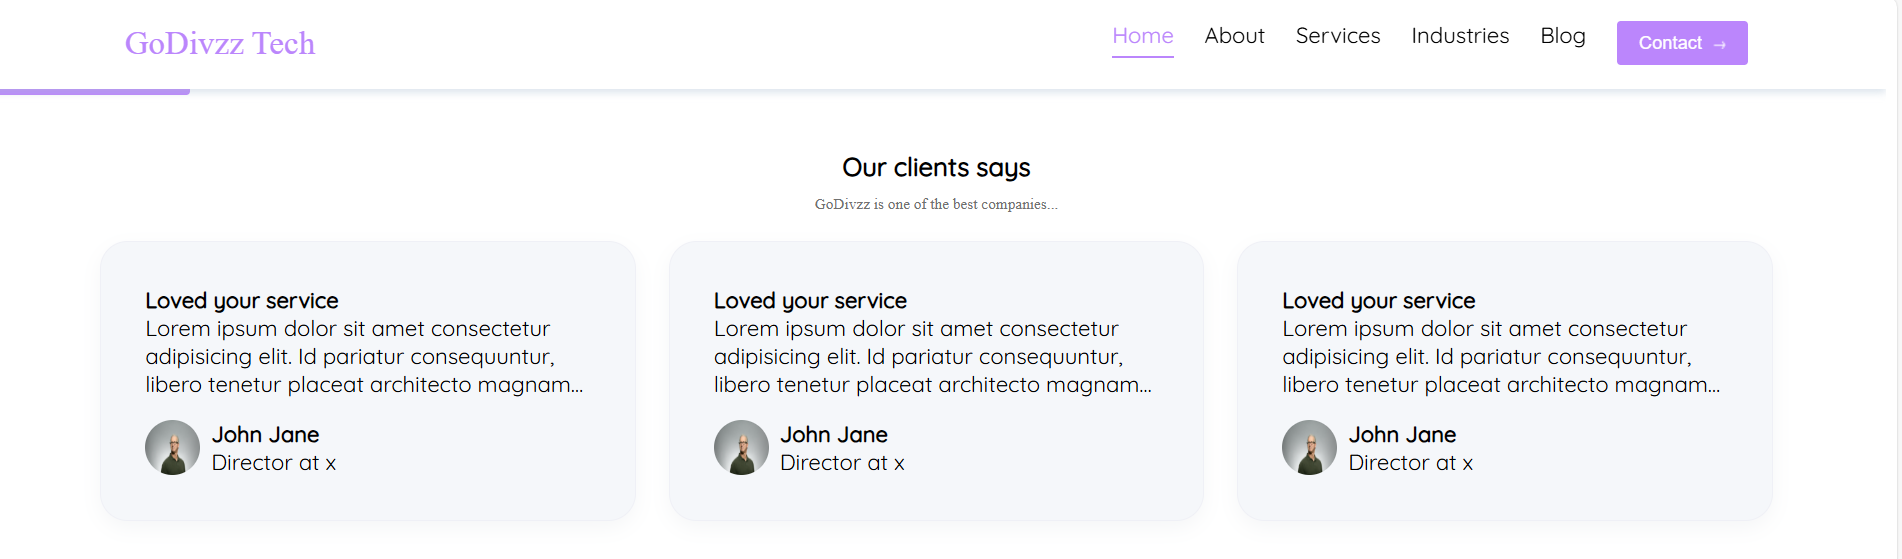 GoDivzz Tech
Home About Services Industries Blog Contact →
Our clients says
GoDivzz is one of the best companies...
Loved your service
Lorem ipsum dolor sit amet consectetur
adipisicing elit. Id pariatur consequuntur,
libero tenetur placeat architecto magnam...
John Jane
Director at x
Loved your service
Lorem ipsum dolor sit amet consectetur
adipisicing elit. Id pariatur consequuntur,
libero tenetur placeat architecto magnam...
John Jane
Director at x
Loved your service
Lorem ipsum dolor sit amet consectetur
adipisicing elit. Id pariatur consequuntur,
libero tenetur placeat architecto magnam...
John Jane
Director at x